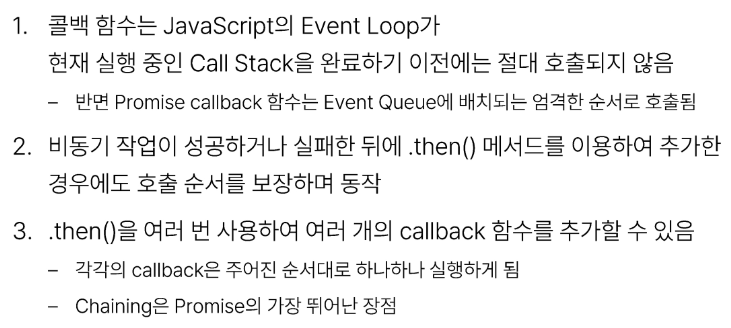 1. 콜백 함수는 JavaScript의 Event Loop가
현재 실행 중인 Call Stack을 완료하기 이전에는 절대 호출되지 않음
– 반면 Promise callback 함수는 Event Queue에 배치되는 엄격한 순서로 호출됨
2. 비동기 작업이 성공하거나 실패한 뒤에 .then() 메서드를 이용하여 추가한
경우에도 호출 순서를 보장하며 동작
3. .then()을 여러 번 사용하여 여러 개의 callback 함수를 추가할 수 있음
– 각각의 callback은 주어진 순서대로 하나하나 실행하게 됨
– Chaining은 Promise의 가장 뛰어난 장점